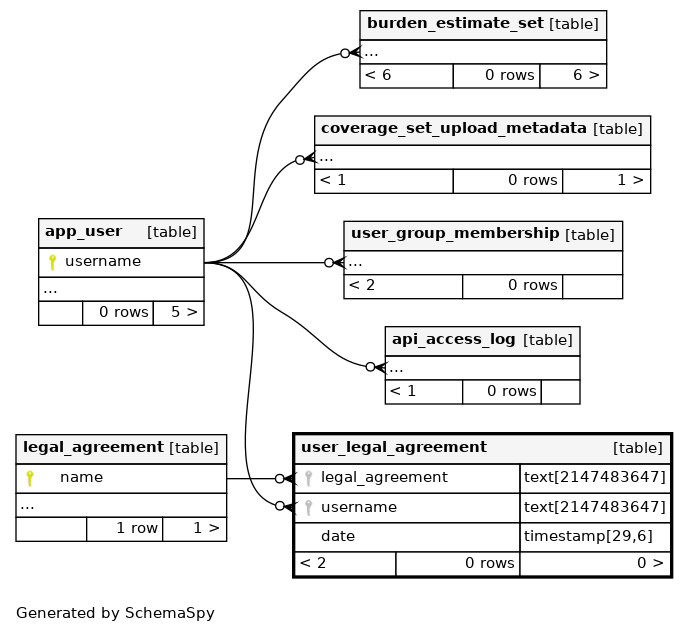 burden_estimate_set [table]
...
< 6 0 rows 6 >
coverage_set_upload_metadata [table]
...
< 1 0 rows 1 >
app_user [table]
username
...
0 rows 5 >
user_group_membership [table]
...
< 2 0 rows
api_access_log [table]
...
< 1 0 rows
legal_agreement [table]
name
...
1 row 1 >
user_legal_agreement [table]
legal_agreement text[2147483647]
username text[2147483647]
date timestamp[29,6]
< 2 0 rows 0 >
Generated by SchemaSpy